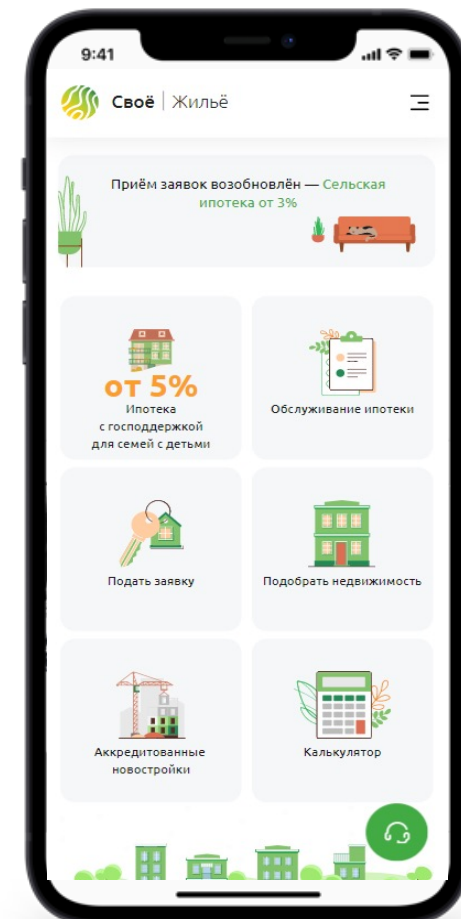 9:41
Своё | Жильё
Приём заявок возобновлён — Сельская
ипотека от 3%
от 5%
Ипотека
с господдержкой
для семей с детьми
Обслуживание ипотеки
Подать заявку
Подобрать недвижимость
Аккредитованные
новостройки
Калькулятор